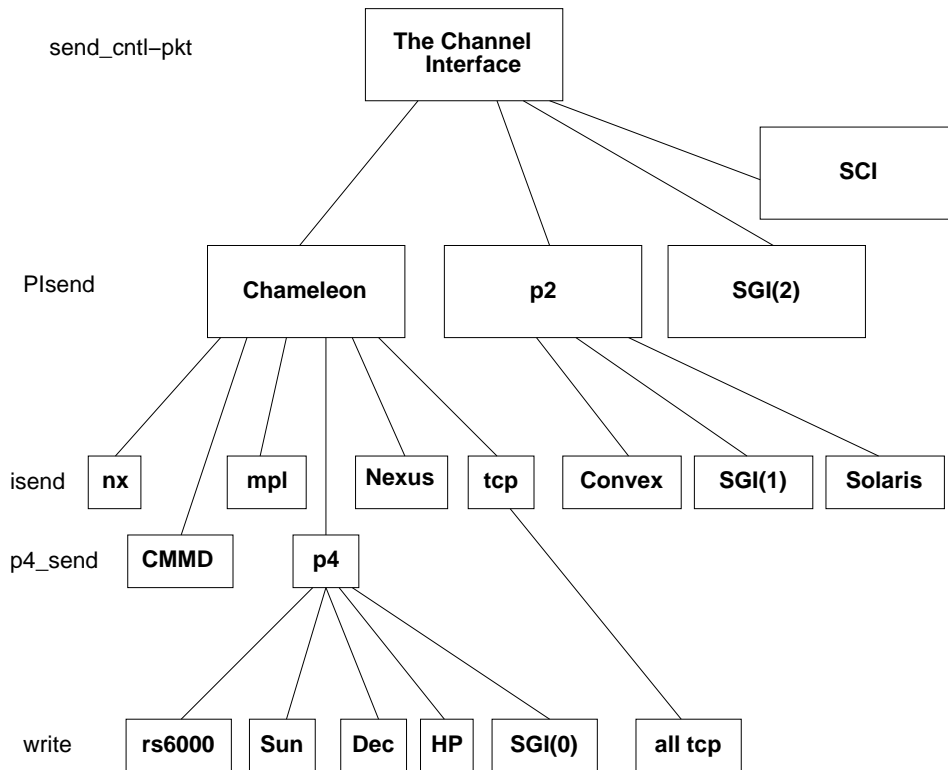 send_cntl−pkt
The Channel
Interface
SCI
PIsend
Chameleon
p2
SGI(2)
isend
nx
mpl
Nexus
tcp
Convex
SGI(1)
Solaris
p4_send
CMMD
p4
write
rs6000
Sun
Dec
HP
SGI(0)
all tcp